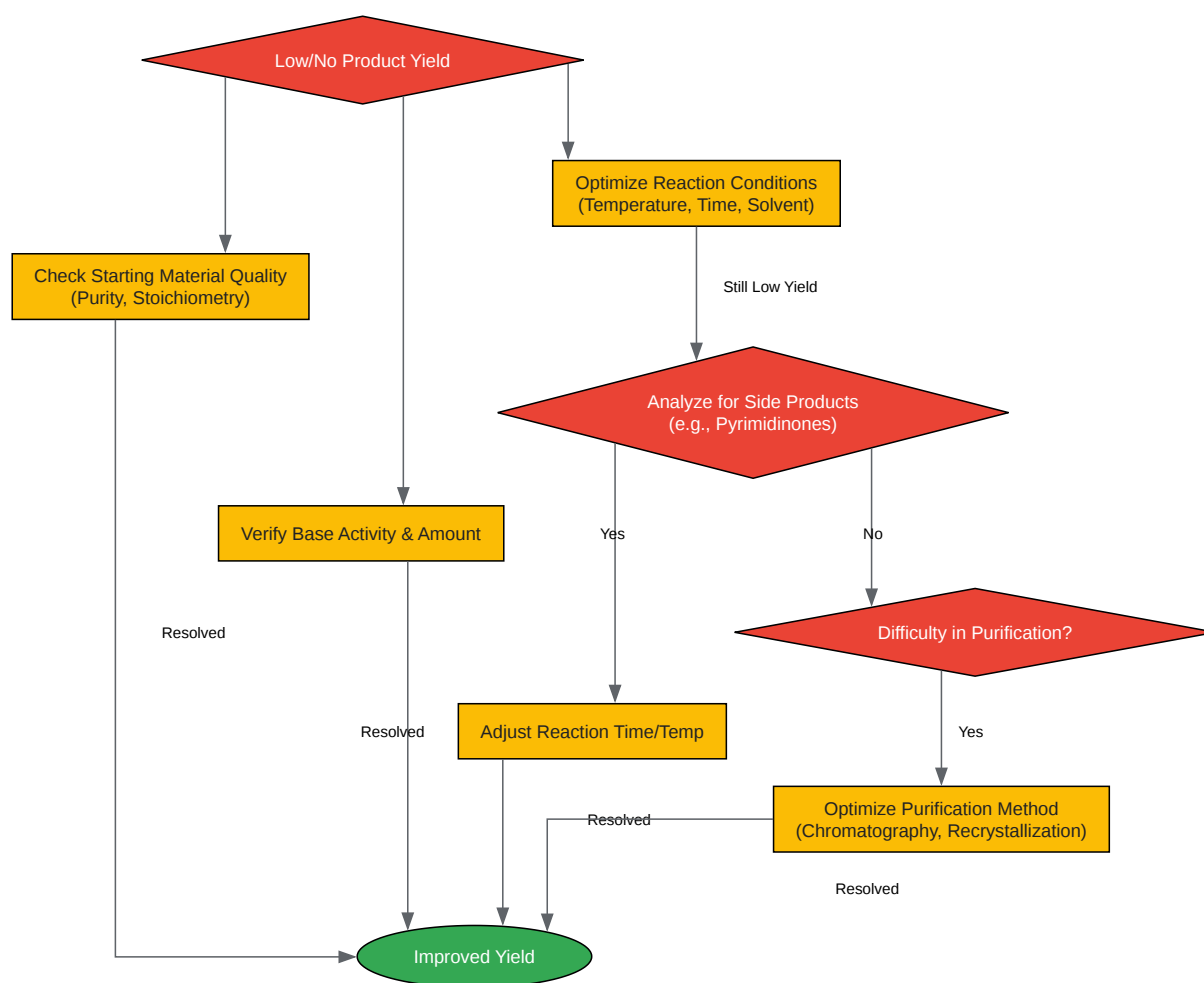 Low/No Product Yield
Optimize Reaction Conditions
(Temperature, Time, Solvent)
Check Starting Material Quality
(Purity, Stoichiometry)
Still Low Yield
Analyze for Side Products
(e.g., Pyrimidinones)
Verify Base Activity & Amount
Yes
No
Resolved
Difficulty in Purification?
Resolved
Adjust Reaction Time/Temp
Yes
Optimize Purification Method
(Chromatography, Recrystallization)
Resolved
Resolved
Improved Yield